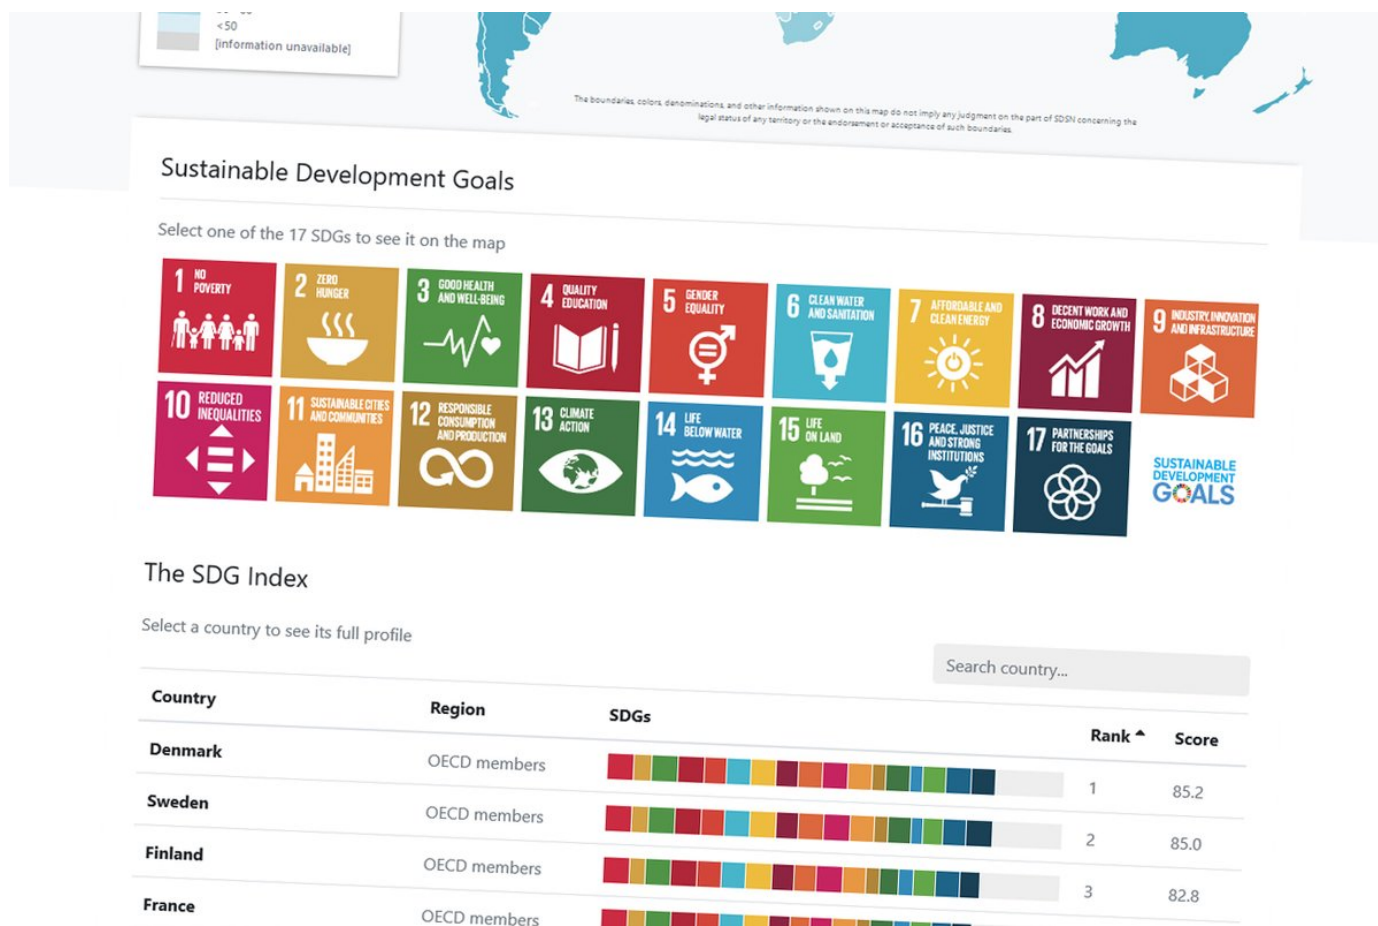 <50
[information unavailable]
The boundaries, colors, denominations, and other information shown on this map do not imply any judgment on the part of SDSN concerning the
legal status of any territory or the endorsement or acceptance of such boundaries.
Sustainable Development Goals
Select one of the 17 SDGs to see it on the map
1 NO
POVERTY
2 ZERO
HUNGER
3 GOOD HEALTH
AND WELL-BEING
4 QUALITY
EDUCATION
5 GENDER
EQUALITY
6 CLEAN WATER
AND SANITATION
7 AFFORDABLE AND
CLEAN ENERGY
8 DECENT WORK AND
ECONOMIC GROWTH
9 INDUSTRY, INNOVATION
AND INFRASTRUCTURE
10 REDUCED
INEQUALITIES
11 SUSTAINABLE CITIES
AND COMMUNITIES
12 RESPONSIBLE
CONSUMPTION
AND PRODUCTION
13 CLIMATE
ACTION
14 LIFE
BELOW WATER
15 LIFE
ON LAND
16 PEACE, JUSTICE
AND STRONG
INSTITUTIONS
17 PARTNERSHIPS
FOR THE GOALS
SUSTAINABLE
DEVELOPMENT
GOALS
The SDG Index
Select a country to see its full profile
Search country...
Country Region SDGs Rank Score
Denmark OECD members 1 85.2
Sweden OECD members 2 85.0
Finland OECD members 3 82.8
France OECD members